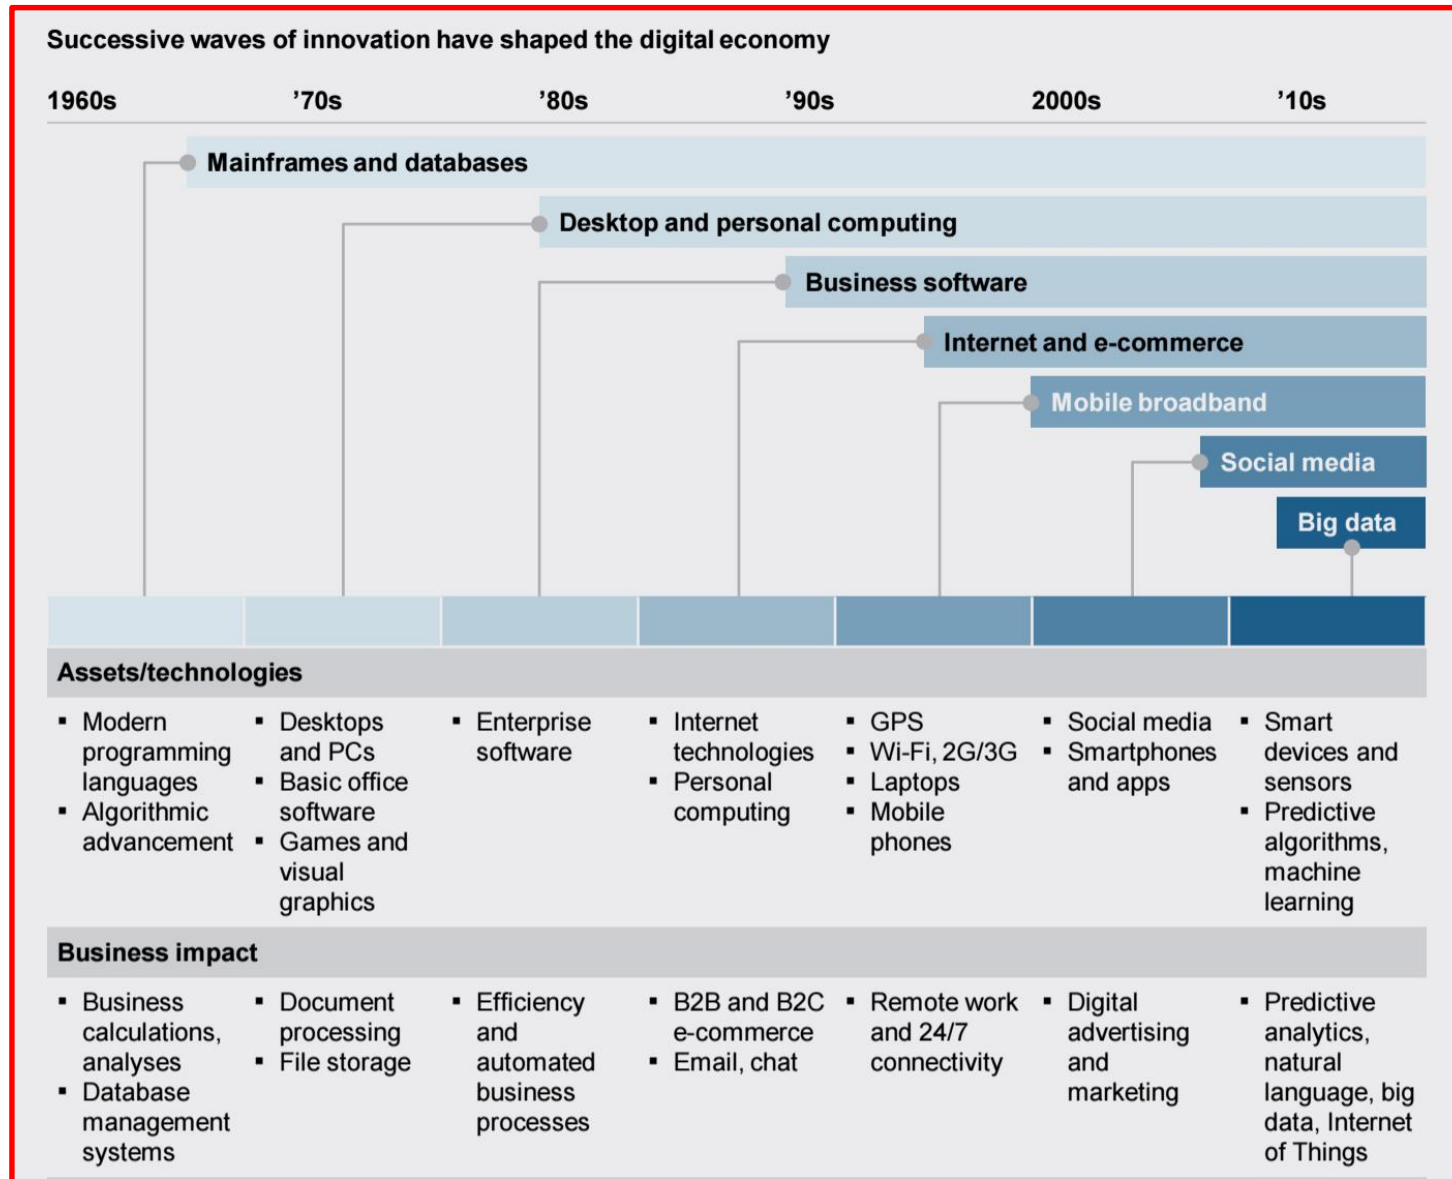 Successive waves of innovation have shaped the digital economy
1960s ’70s ’80s ’90s 2000s ’10s
Mainframes and databases
Desktop and personal computing
Business software
Internet and e-commerce
Mobile broadband
Social media
Big data
Assets/technologies
▪ Modern
programming
languages
▪ Algorithmic
advancement
▪ Desktops
and PCs
▪ Basic office
software
▪ Games and
visual
graphics
▪ Enterprise
software
▪ Internet
technologies
▪ Personal
computing
▪ GPS
▪ Wi-Fi, 2G/3G
▪ Laptops
▪ Mobile
phones
▪ Social media
▪ Smartphones
and apps
▪ Smart
devices and
sensors
▪ Predictive
algorithms,
machine
learning
Business impact
▪ Business
calculations,
analyses
▪ Database
management
systems
▪ Document
processing
▪ File storage
▪ Efficiency
and
automated
business
processes
▪ B2B and B2C
e-commerce
▪ Email, chat
▪ Remote work
and 24/7
connectivity
▪ Digital
advertising
and
marketing
▪ Predictive
analytics,
natural
language, big
data, Internet
of Things